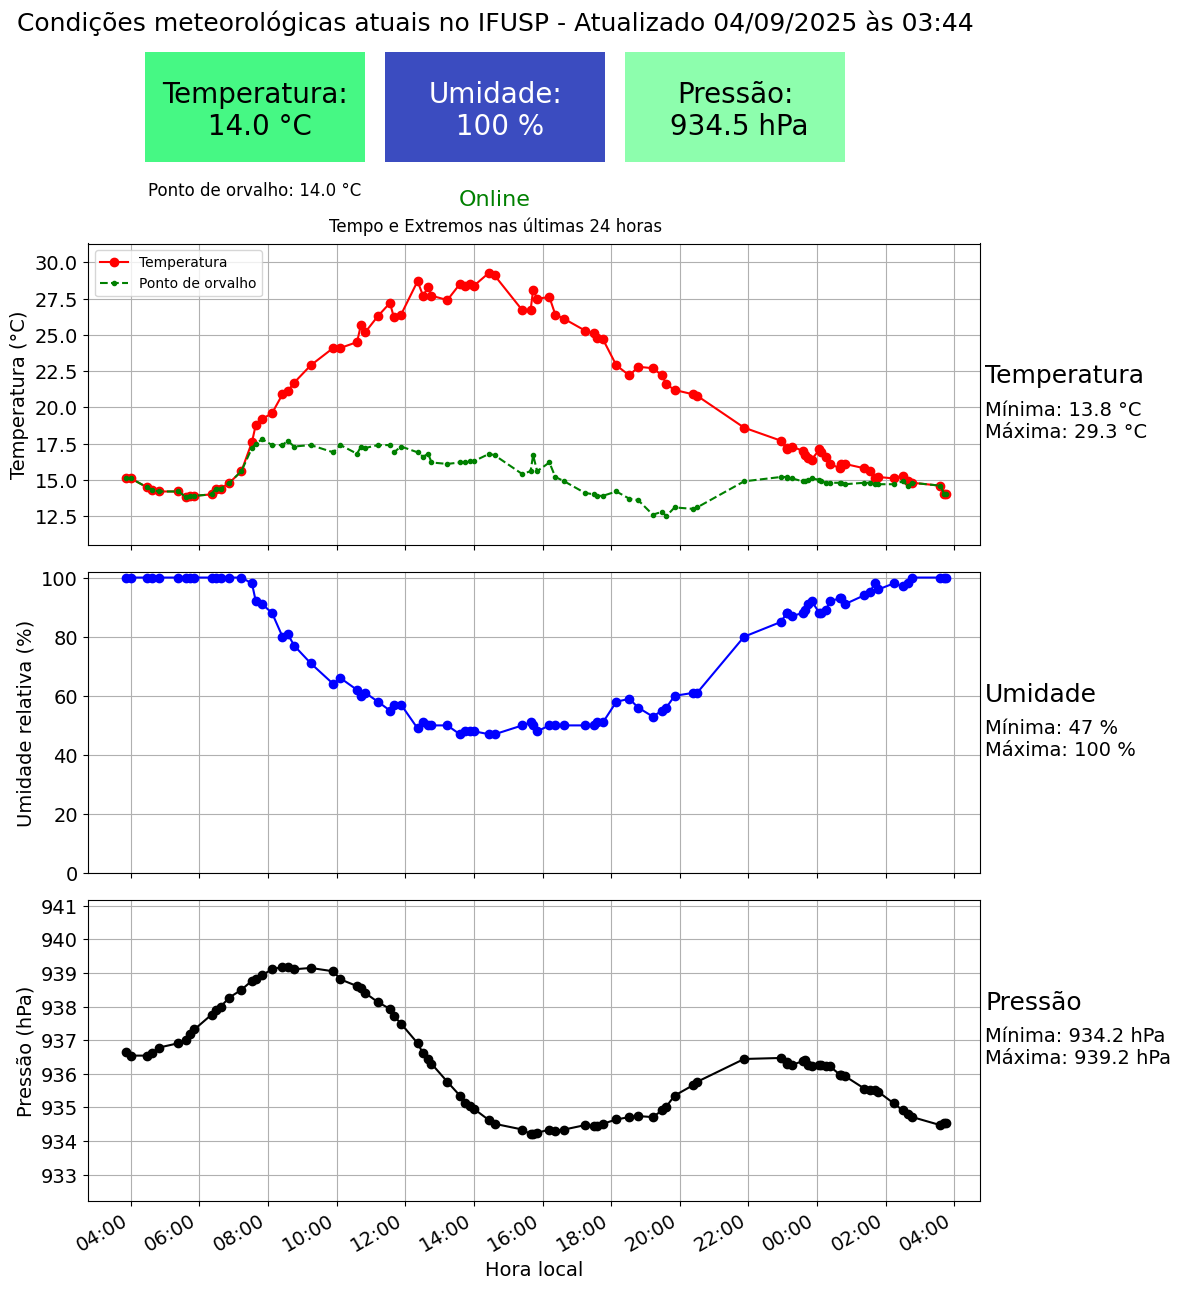 Condições meteorológicas atuais no IFUSP - Atualizado 04/09/2025 às 03:44
Temperatura:
14.0 °C
Umidade:
100 %
Pressão:
934.5 hPa
Ponto de orvalho: 14.0 °C
Online
Tempo e Extremos nas últimas 24 horas
Temperatura
Ponto de orvalho
30.0
27.5
25.0
22.5
20.0
17.5
15.0
12.5
Temperatura (°C)
Temperatura
Mínima: 13.8 °C
Máxima: 29.3 °C
100
80
60
40
20
0
Umidade relativa (%)
Umidade
Mínima: 47 %
Máxima: 100 %
941
940
939
938
937
936
935
934
933
Pressão (hPa)
Pressão
Mínima: 934.2 hPa
Máxima: 939.2 hPa
04:00
06:00
08:00
10:00
12:00
14:00
16:00
18:00
20:00
22:00
00:00
02:00
04:00
Hora local